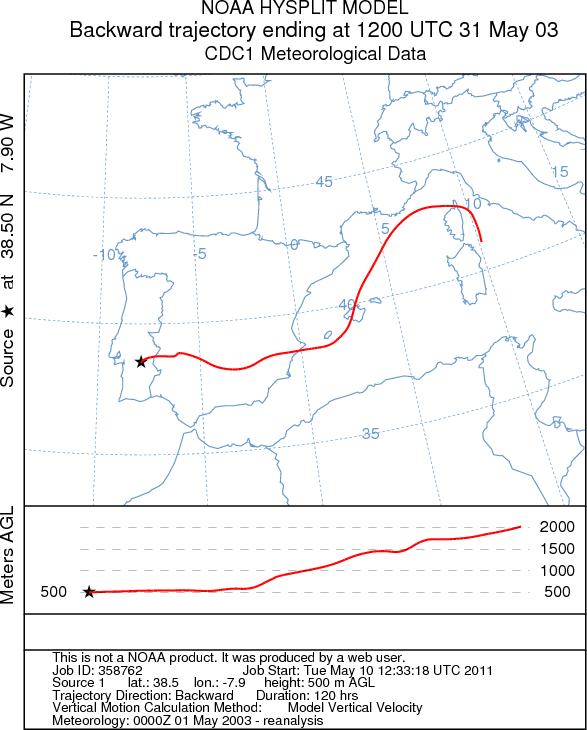 NOAA HYSPLIT MODEL
Backward trajectory ending at 1200 UTC 31 May 03
CDC1 Meteorological Data
Source ★ at 38.50 N 7.90 W
15
45
10
5
0
-5
-10
40
35
Meters AGL
2000
1500
1000
500
500
This is not a NOAA product. It was produced by a web user.
Job ID: 358762 Job Start: Tue May 10 12:33:18 UTC 2011
Source 1 lat.: 38.5 lon.: -7.9 height: 500 m AGL
Trajectory Direction: Backward Duration: 120 hrs
Vertical Motion Calculation Method: Model Vertical Velocity
Meteorology: 0000Z 01 May 2003 - reanalysis